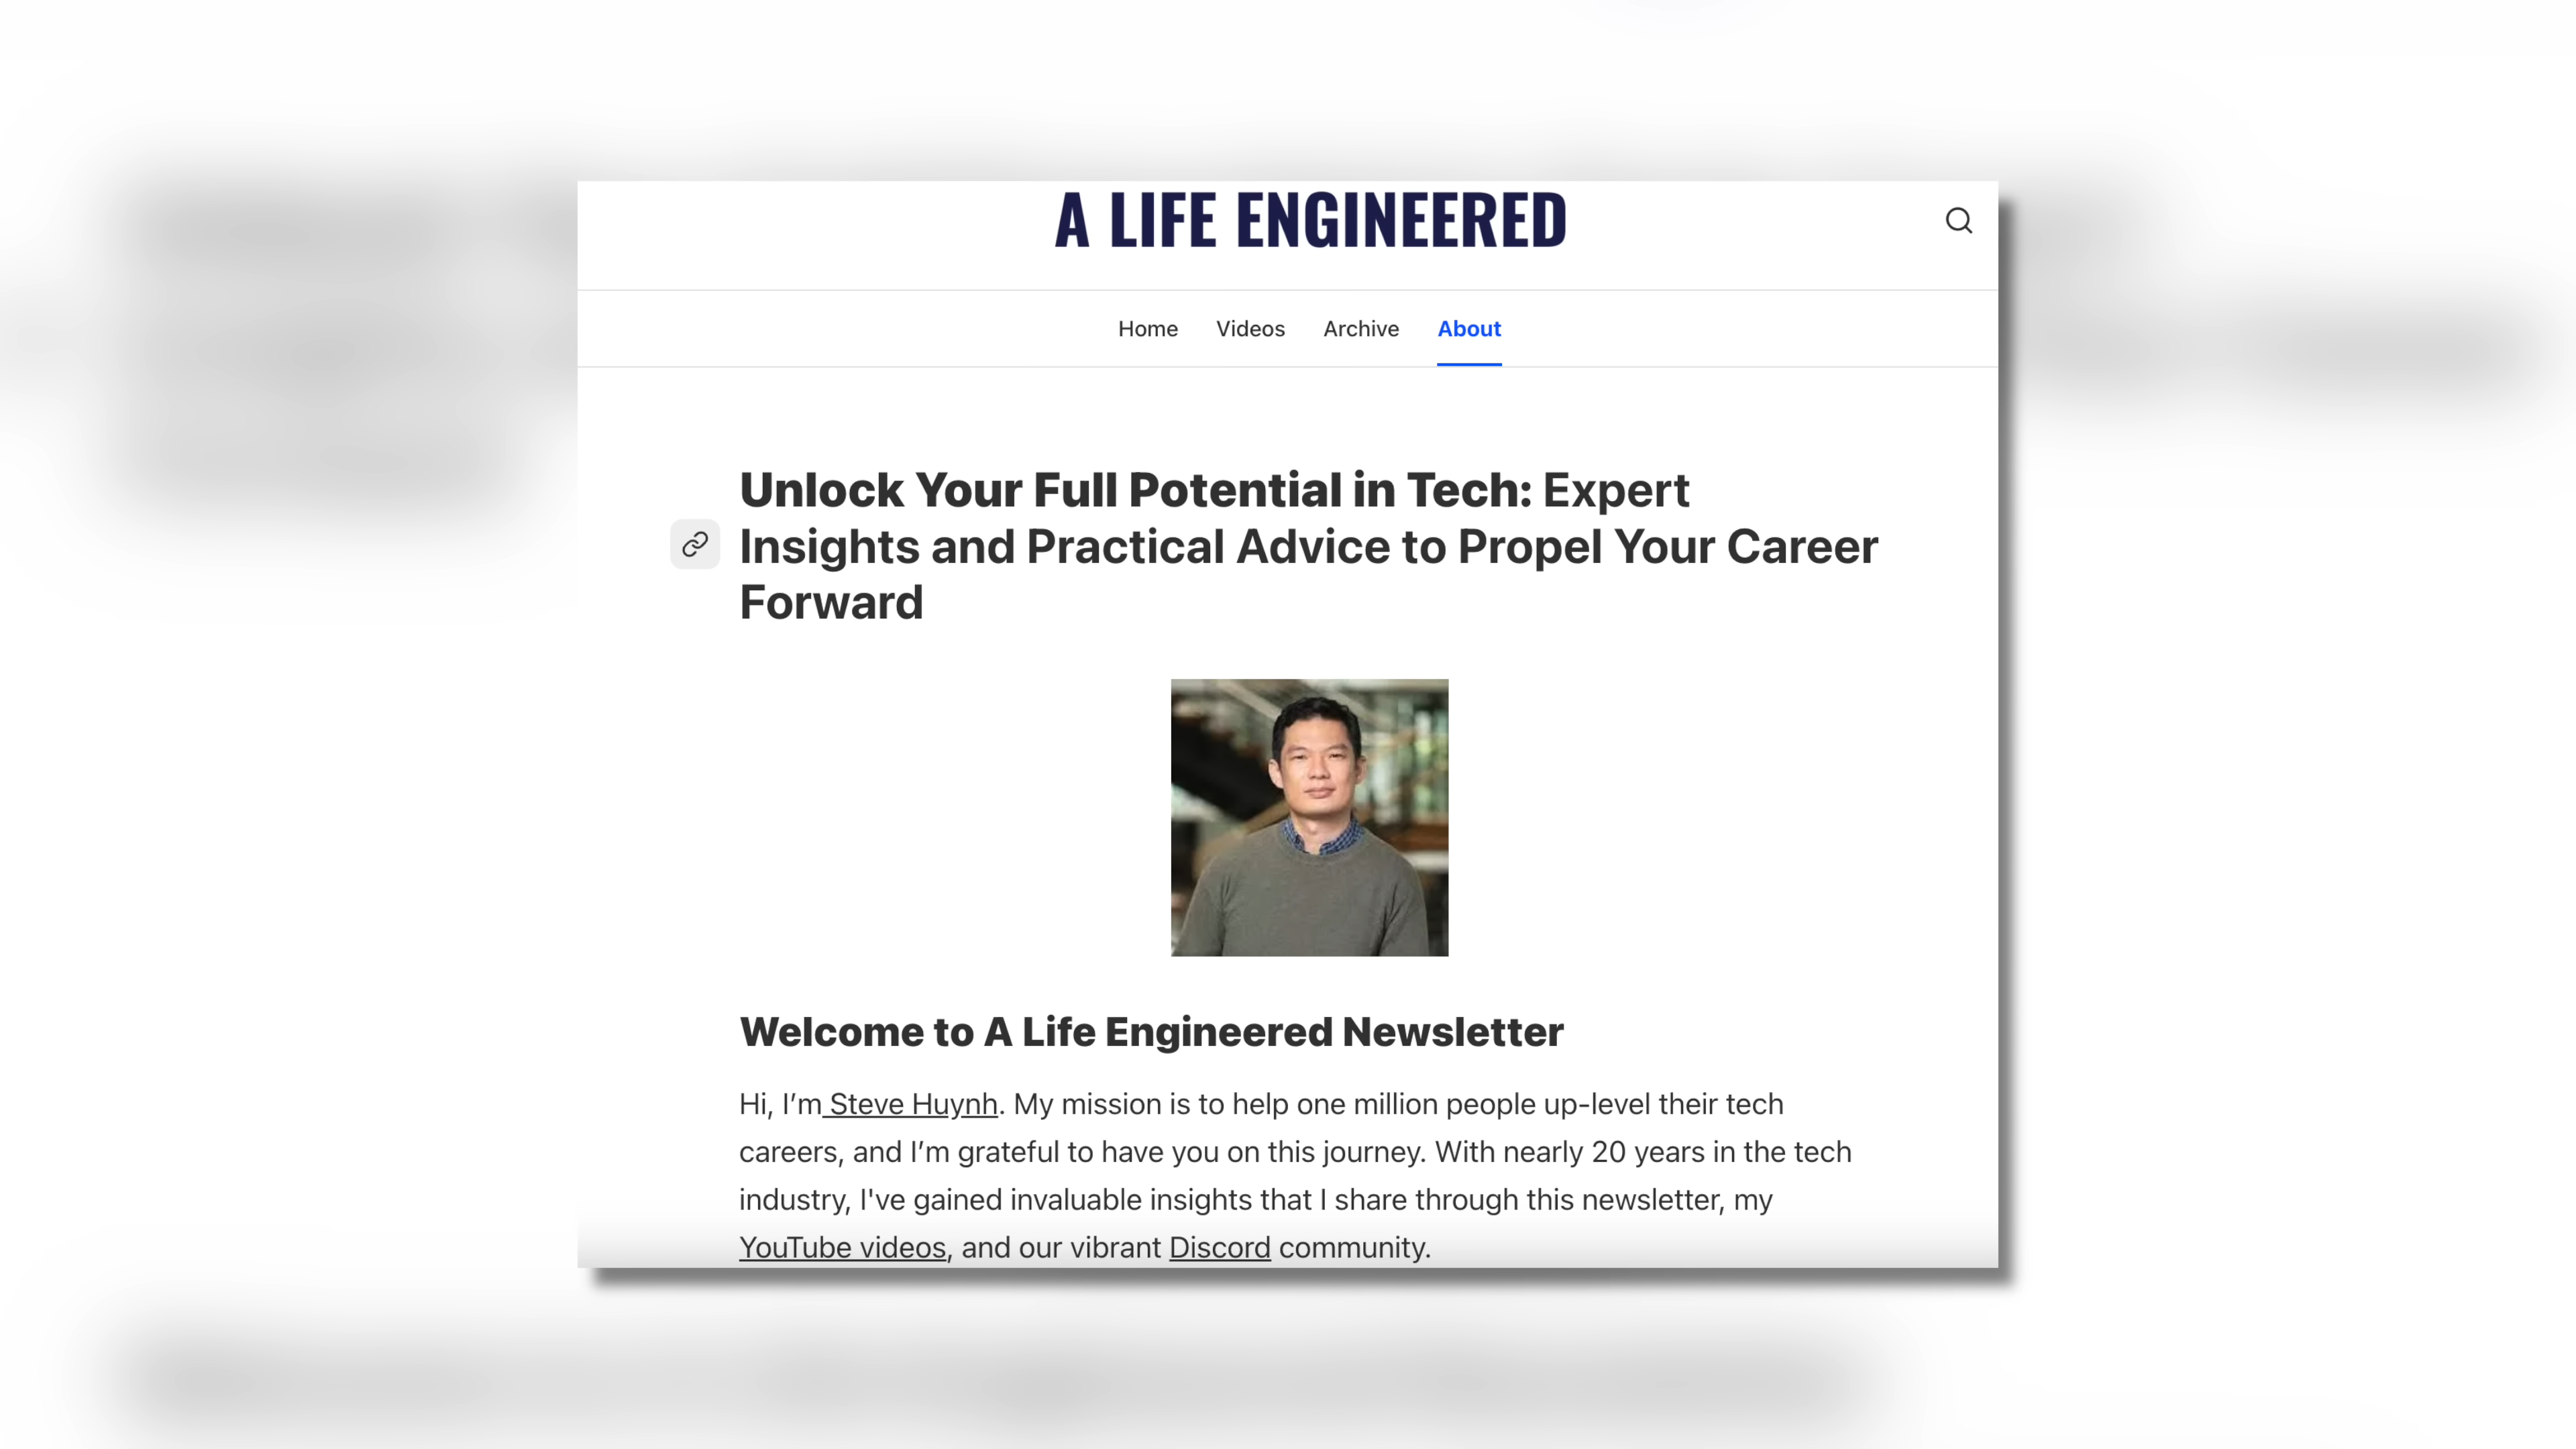 A LIFE ENGINEERED
Home Videos Archive About
Unlock Your Full Potential in Tech: Expert
Insights and Practical Advice to Propel Your Career
Forward
Welcome to A Life Engineered Newsletter
Hi, I’m Steve Huynh. My mission is to help one million people up-level their tech
careers, and I’m grateful to have you on this journey. With nearly 20 years in the tech
industry, I've gained invaluable insights that I share through this newsletter, my
YouTube videos, and our vibrant Discord community.